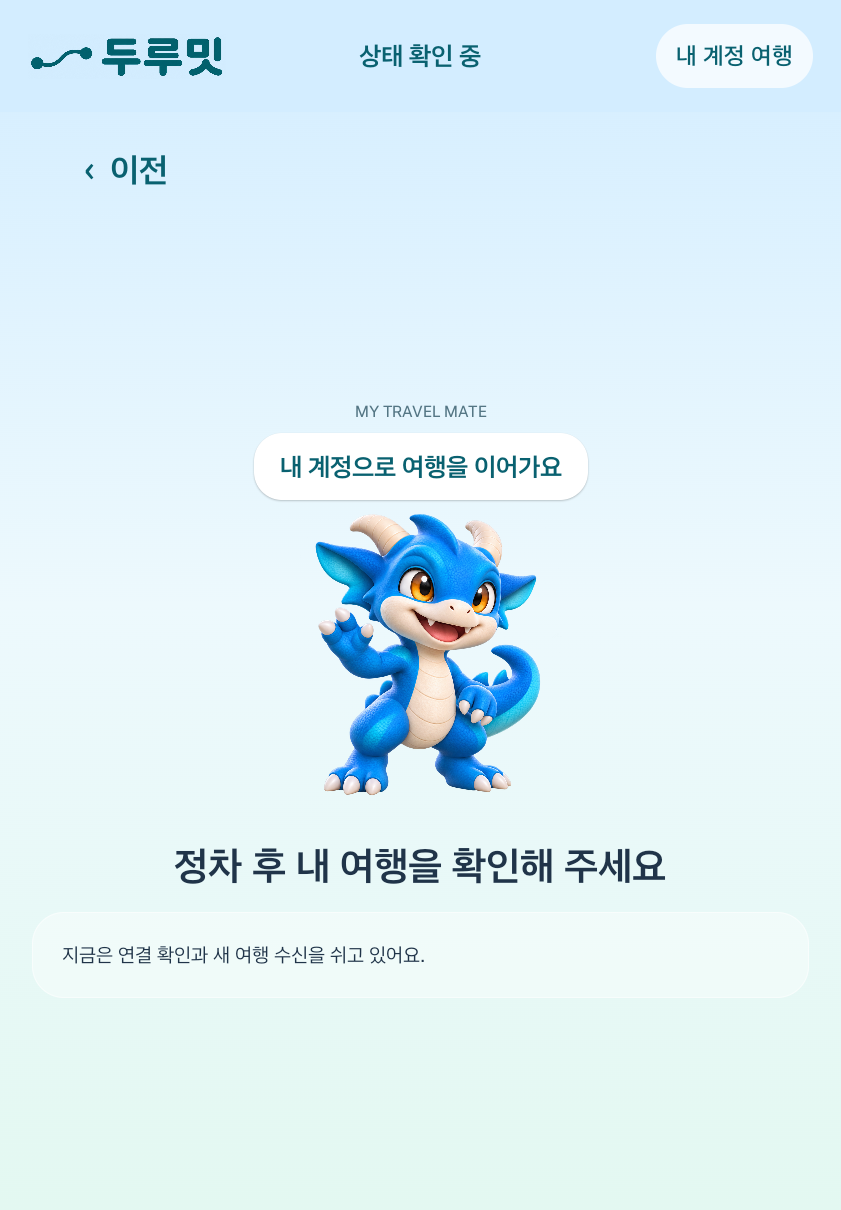 두루밋
상태 확인 중
내 계정 여행
‹ 이전
MY TRAVEL MATE
내 계정으로 여행을 이어가요
정차 후 내 여행을 확인해 주세요
지금은 연결 확인과 새 여행 수신을 쉬고 있어요.